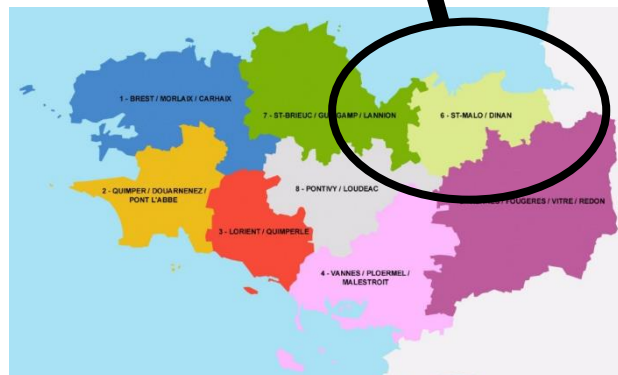 1 - BREST / MORLAIX / CARHAIX
7 - ST-BRIEUC / GUINGAMP / LANNION
6 - ST-MALO / DINAN
2 - QUIMPER / DOUARNENEZ /
PONT L'ABBE
8 - PONTIVY / LOUDEAC
FOUGERES / VITRE / REDON
3 - LORIENT / QUIMPERLE
4 - VANNES / PLOERMEL /
MALESTROIT